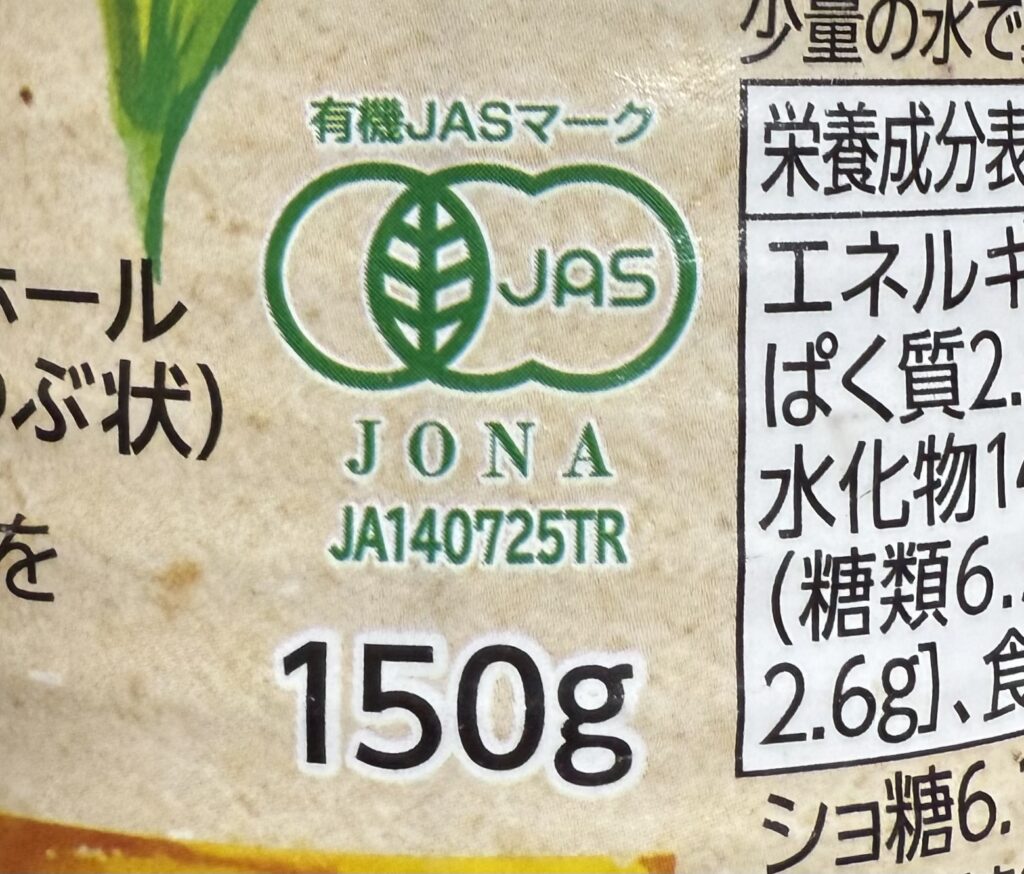 少量の水で
有機JASマーク
JAS
JONA
JA140725TR
150g
ホール
つぶ状)
を
栄養成分表
エネルギ
ぱく質2.
水化物14
(糖類6.
2.6g]、食
ショ糖6.